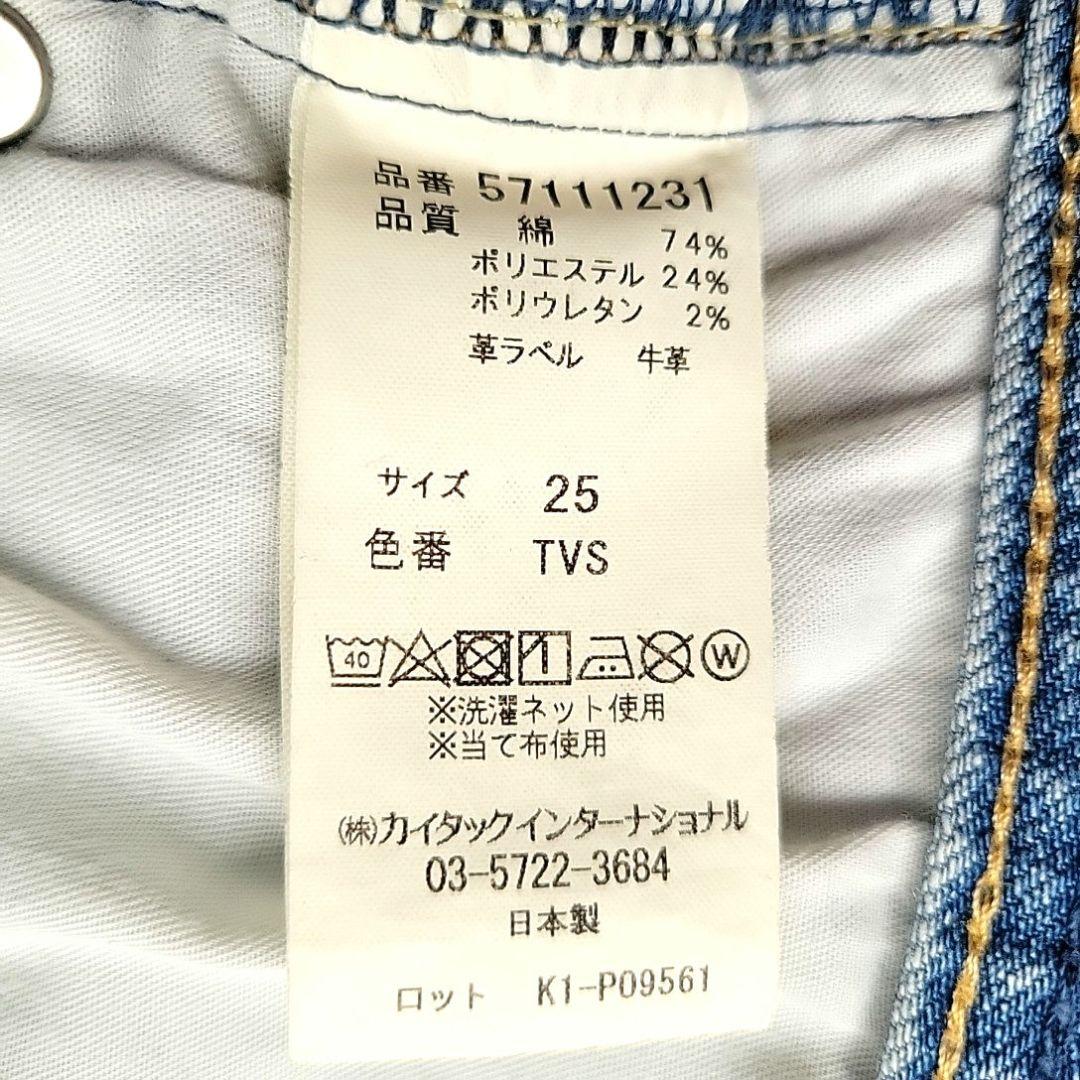 品番 57111231
品質 綿 74%
ポリエステル 24%
ポリウレタン 2%
革ラベル 牛革
サイズ 25
色番 TVS
40 W
※洗濯ネット使用
※当て布使用
(株)カイタックインターナショナル
03-5722-3684
日本製
ロット K1-P09561